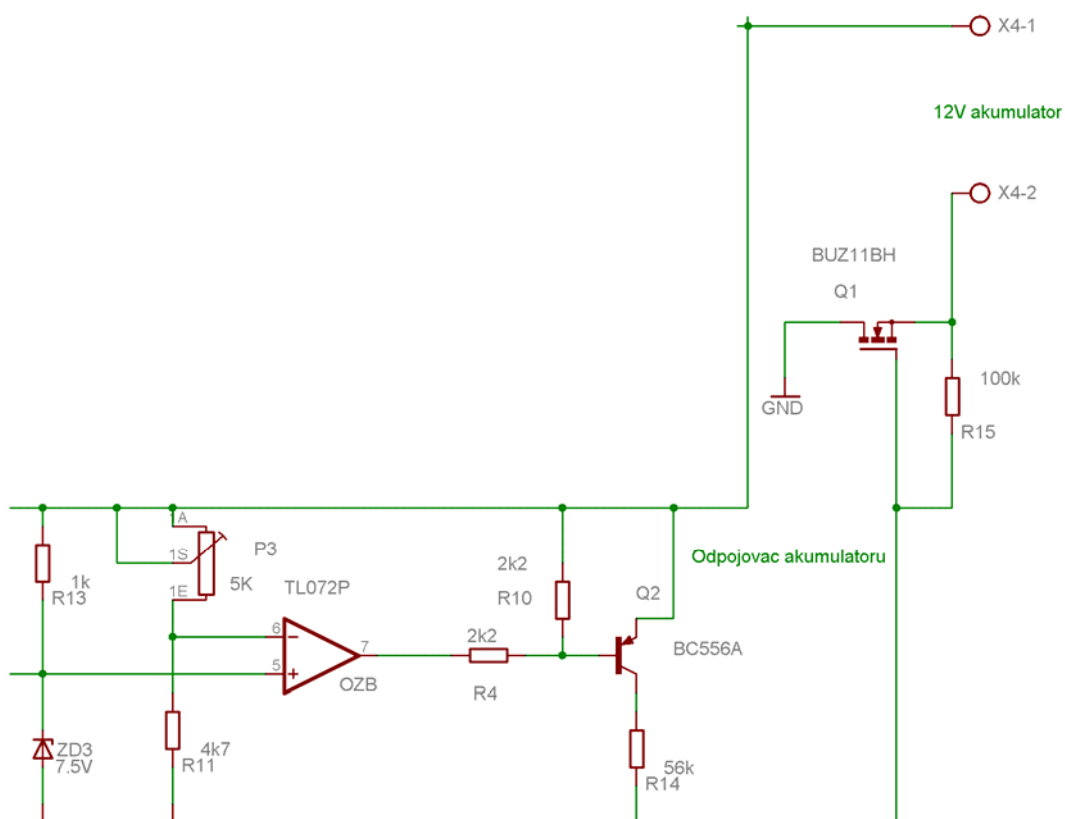 X4-1
12V akumulator
X4-2
BUZ11BH
Q1
100k
GND
R15
1A
1S
P3
5K
1k
R13
1E
TL072P
2k2
R10
Odpojovac akumulatoru
Q2
6
2k2
7
BC556A
5
OZB
R4
ZD3
7.5V
4k7
R11
56k
R14